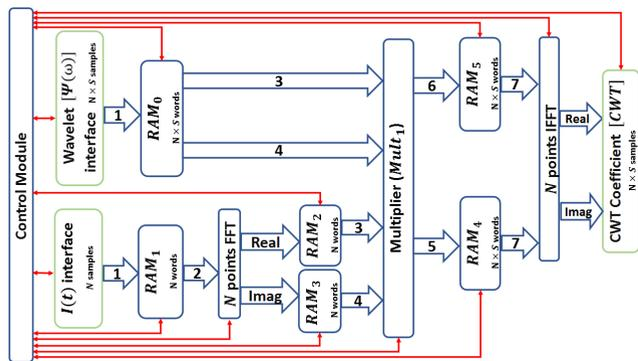 Control Module
Wavelet [Ψ(ω)]
interface
N × S samples
1
RAM₀
N × S words
3
4
I(t) interface
N samples
1
RAM₁
N words
2
N points FFT
Real
Imag
RAM₂
N words
RAM₃
N words
3
4
Multiplier (Mult₁)
6
5
RAM₅
N × S words
RAM₄
N × S words
7
7
N points IFFT
Real
Imag
CWT Coefficient [CWT]
N × S samples